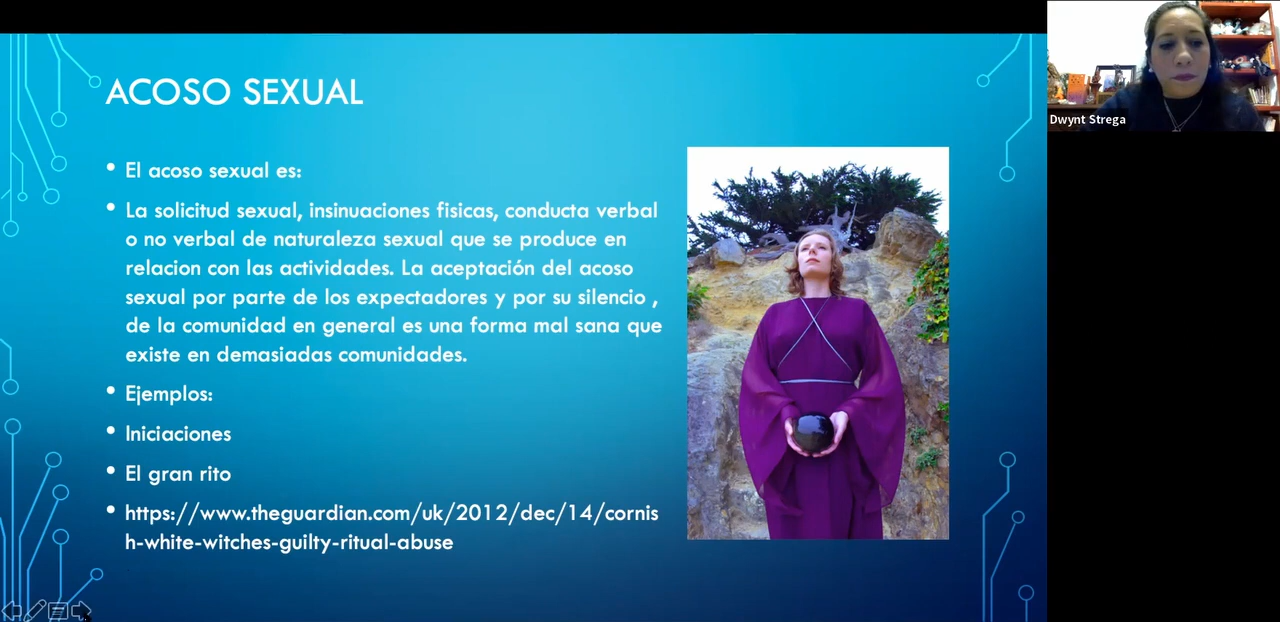 ACOSO SEXUAL
El acoso sexual es:
La solicitud sexual, insinuaciones fisicas, conducta verbal
o no verbal de naturaleza sexual que se produce en
relacion con las actividades. La aceptación del acoso
sexual por parte de los expectadores y por su silencio ,
de la comunidad en general es una forma mal sana que
existe en demasiadas comunidades.
Ejemplos:
Iniciaciones
El gran rito
https://www.theguardian.com/uk/2012/dec/14/cornis
h-white-witches-guilty-ritual-abuse
Dwynt Strega